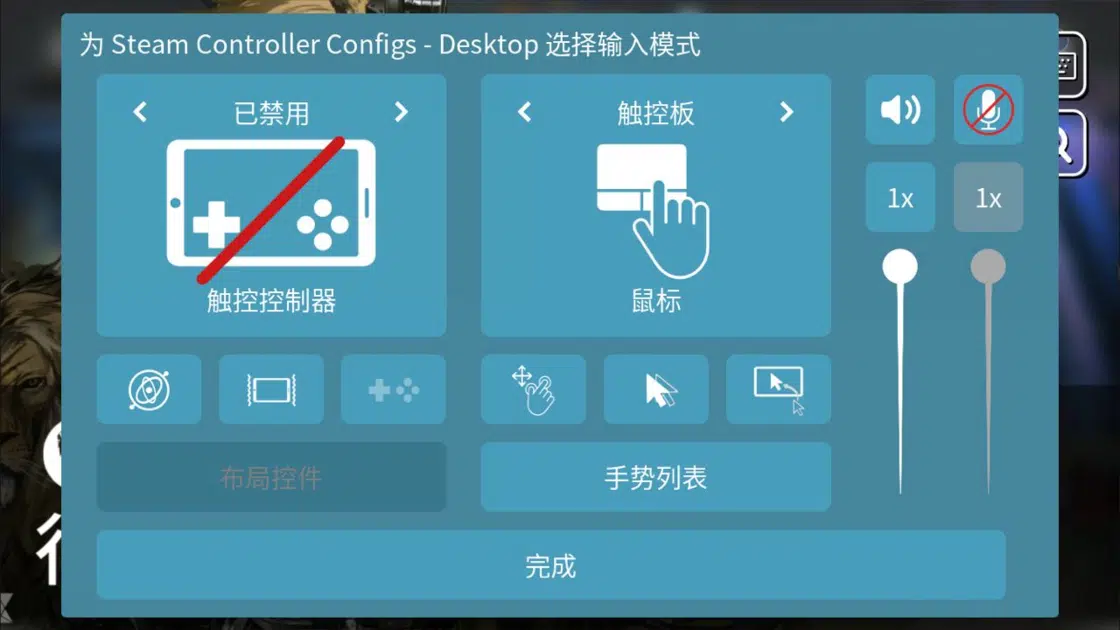 为 Steam Controller Configs - Desktop 选择输入模式
已禁用
触控控制器
触控板
鼠标
1x
1x
布局控件
手势列表
完成